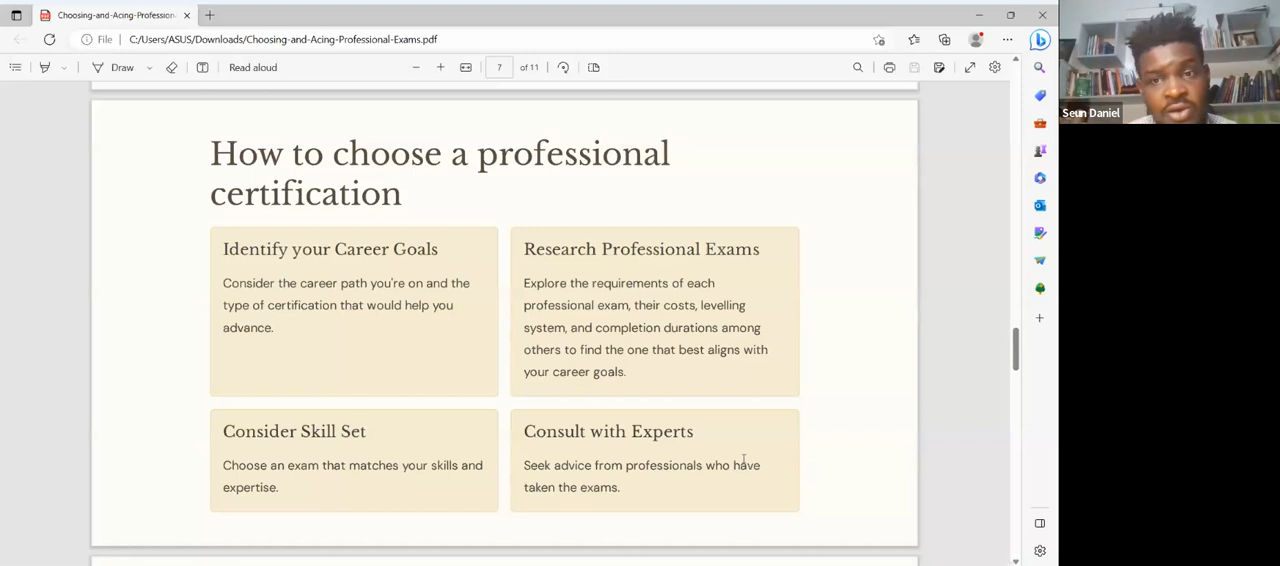 Choosing-and-Acing-Professional
File
C:/Users/ASUS/Downloads/Choosing-and-Acing-Professional-Exams.pdf
Draw
Read aloud
7
of 11
Seun Daniel
How to choose a professional
certification
Identify your Career Goals
Consider the career path you're on and the
type of certification that would help you
advance.
Research Professional Exams
Explore the requirements of each
professional exam, their costs, levelling
system, and completion durations among
others to find the one that best aligns with
your career goals.
Consider Skill Set
Choose an exam that matches your skills and
expertise.
Consult with Experts
Seek advice from professionals who have
taken the exams.